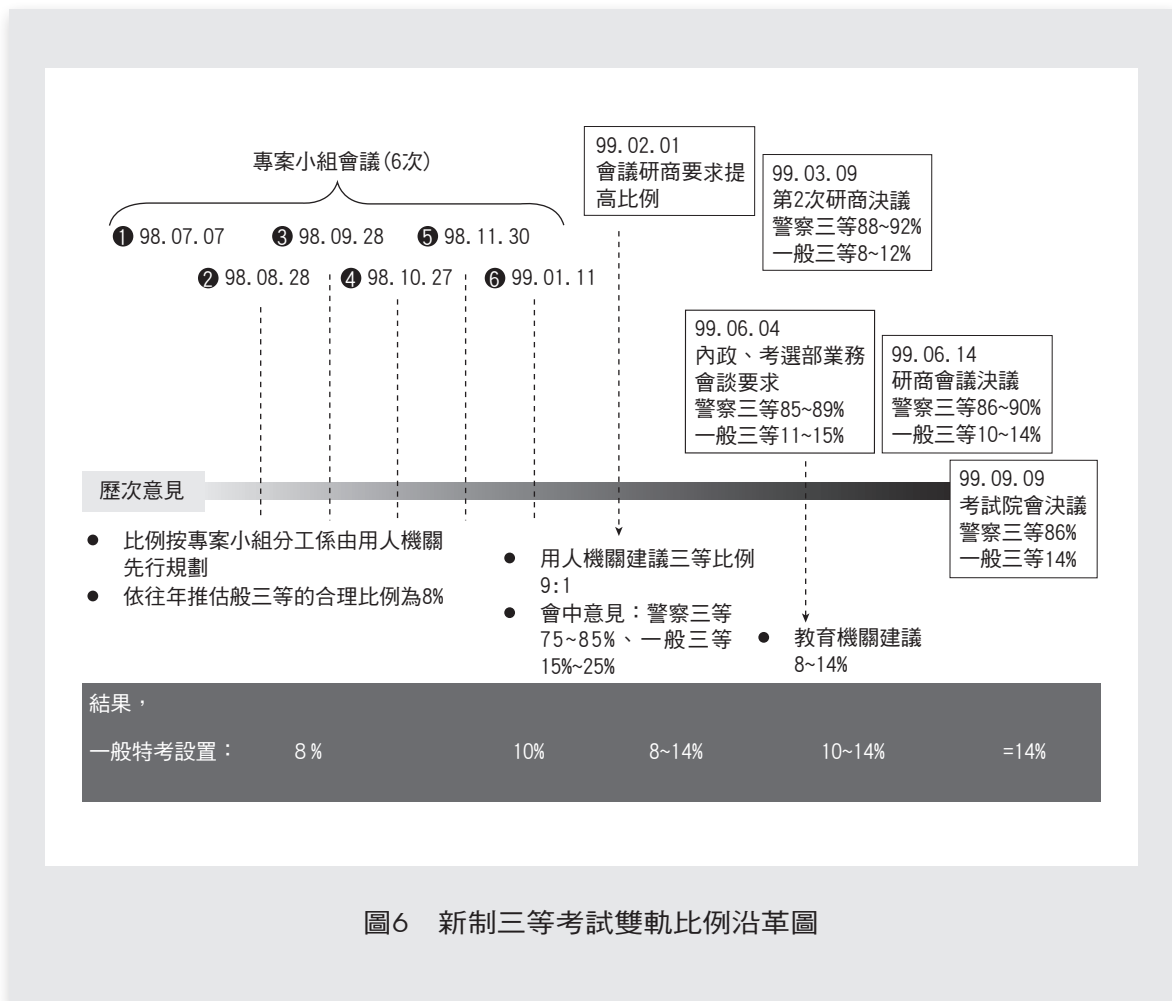 專案小組會議(6次)
❶ 98.07.07
❸ 98.09.28
❺ 98.11.30
❷ 98.08.28
❹ 98.10.27
❻ 99.01.11
99.02.01
會議研商要求提
高比例
99.03.09
第2次研商決議
警察三等88~92%
一般三等8~12%
99.06.04
內政、考選部業務
會談要求
警察三等85~89%
一般三等11~15%
99.06.14
研商會議決議
警察三等86~90%
一般三等10~14%
99.09.09
考試院會決議
警察三等86%
一般三等14%
歷次意見
● 比例按專案小組分工係由用人機關
先行規劃
● 依往年推估般三等的合理比例為8%
● 用人機關建議三等比例
9:1
● 會中意見：警察三等
75~85%、一般三等
15%~25%
● 教育機關建議
8~14%
結果，
一般特考設置： 8% 10% 8~14% 10~14% =14%
圖6 新制三等考試雙軌比例沿革圖